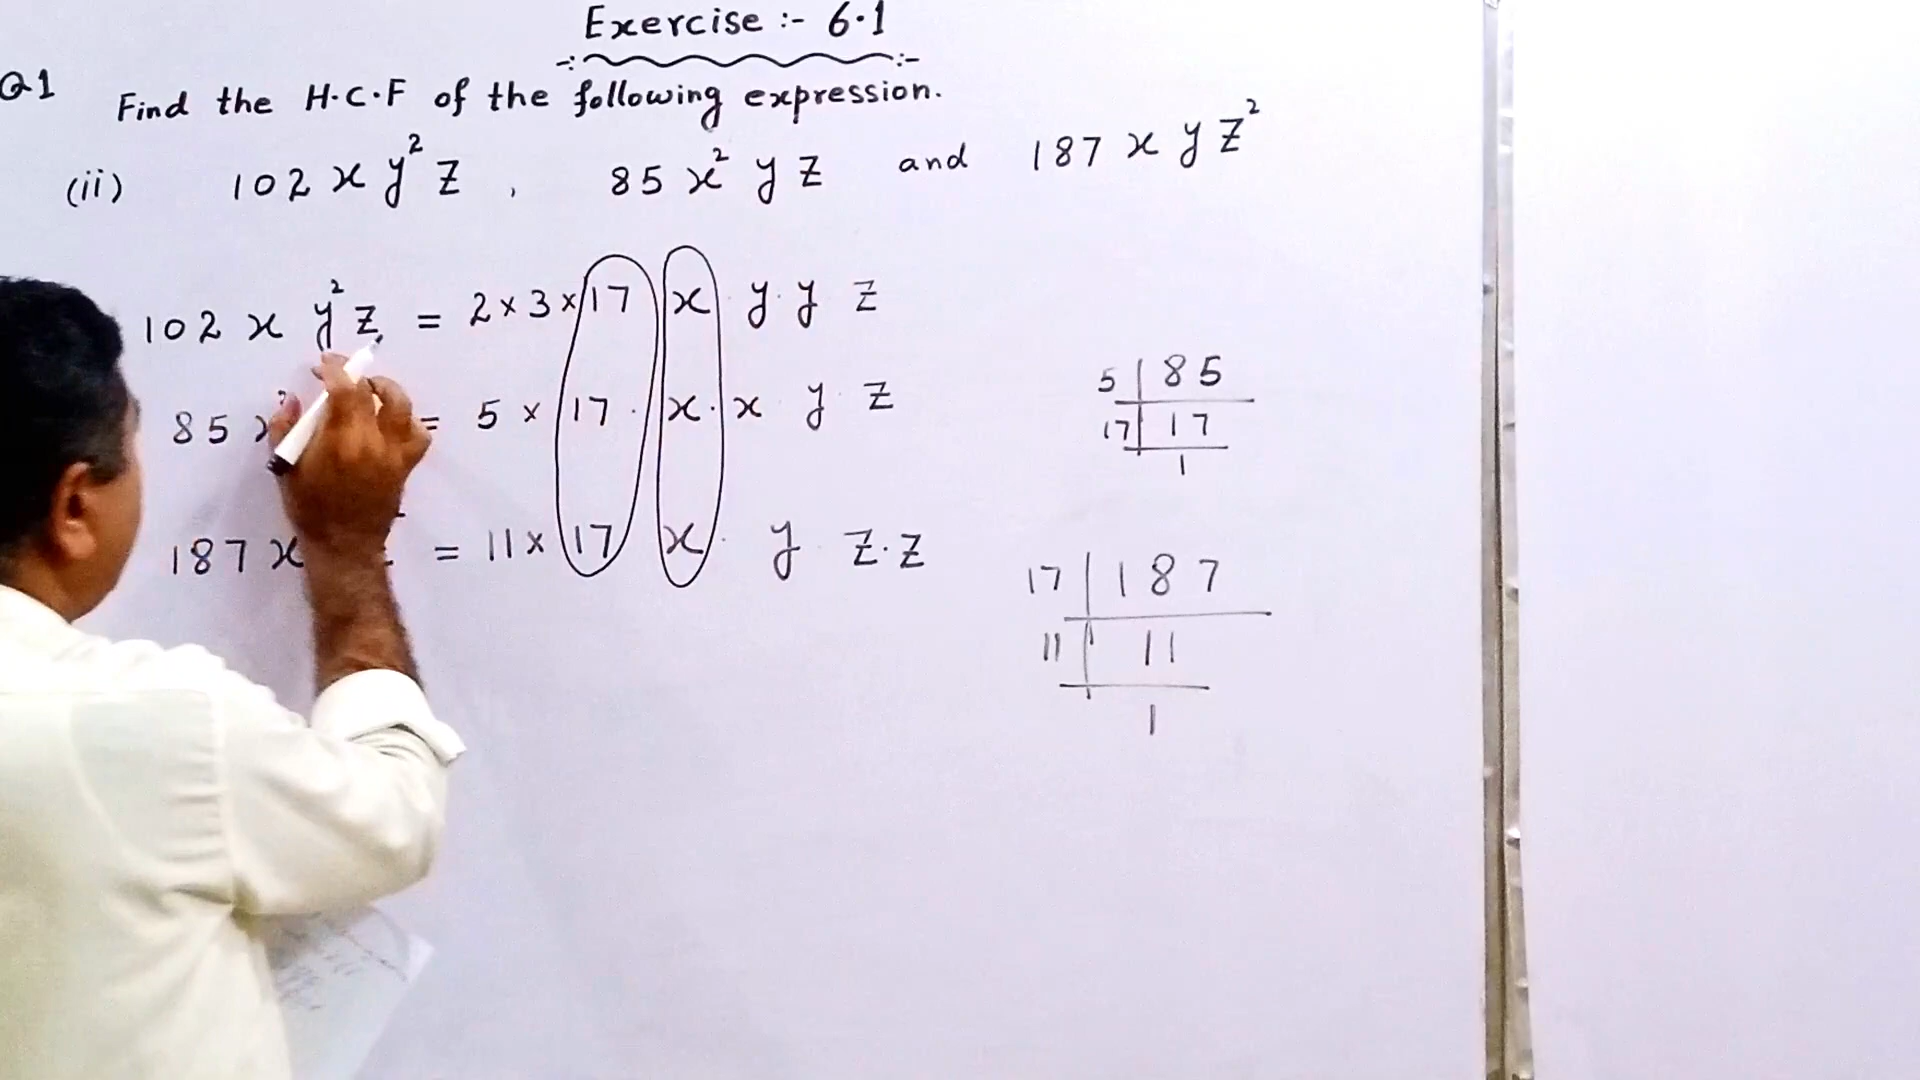 Exercise :- 6.1
Q1 Find the H.C.F of the following expression.
(ii) 102 x y² z , 85 x² y z and 187 x y z²
102 x y² z = 2 × 3 × 17 x . y . y z
85 x² = 5 × 17 . x . x y z
187 x = 11 × 17 x . y . z . z
5 | 85
17 | 17
1
17 | 187
11 | 11
1